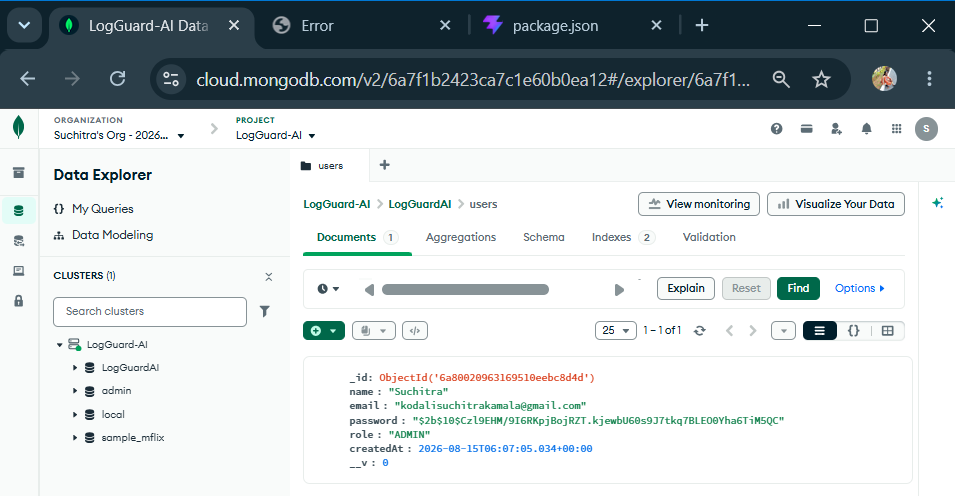 LogGuard-AI Data
Error
package.json
cloud.mongodb.com/v2/6a7f1b2423ca7c1e60b0ea12#/explorer/6a7f1...
ORGANIZATION
Suchitra's Org - 2026...
PROJECT
LogGuard-AI
S
Data Explorer
My Queries
Data Modeling
CLUSTERS (1)
Search clusters
LogGuard-AI
LogGuardAI
admin
local
sample_mflix
users
LogGuard-AI > LogGuardAI > users
View monitoring
Visualize Your Data
Documents 1
Aggregations
Schema
Indexes 2
Validation
Explain
Reset
Find
Options
25
1 – 1 of 1
_id: ObjectId('6a80020963169510eebc8d4d')
name : "Suchitra"
email : "kodalisuchitrakamala@gmail.com"
password : "$2b$10$Czl9EHM/9I6RKpjBojRZT.kjewbU60s9J7tkq7BLEO0Yha6TiM5QC"
role : "ADMIN"
createdAt : 2026-08-15T06:07:05.034+00:00
__v : 0